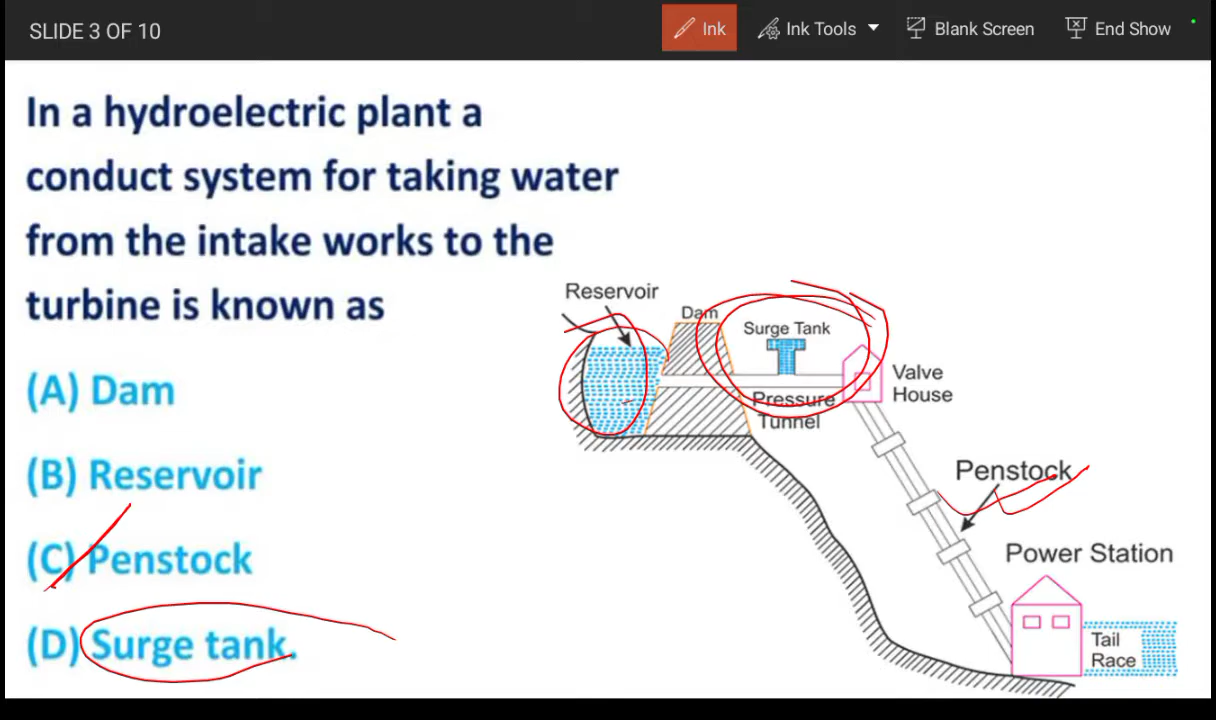 SLIDE 3 OF 10
Ink
Ink Tools
Blank Screen
End Show
In a hydroelectric plant a
conduct system for taking water
from the intake works to the
turbine is known as
(A) Dam
(B) Reservoir
(C) Penstock
(D) Surge tank.
Reservoir
Dam
Surge Tank
Valve
House
Pressure
Tunnel
Penstock
Power Station
Tail
Race